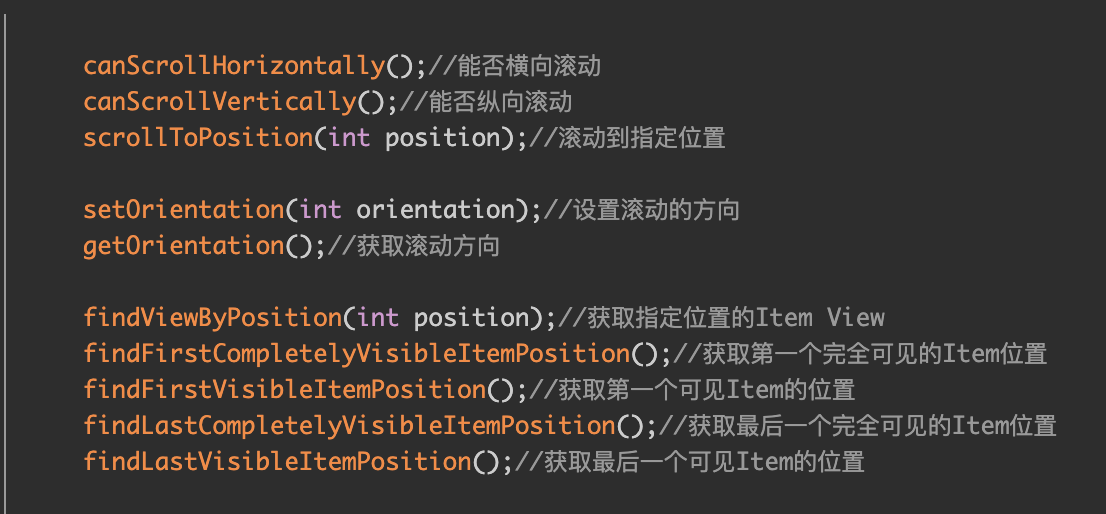 canScrollHorizontally();//能否横向滚动
canScrollVertically();//能否纵向滚动
scrollToPosition(int position);//滚动到指定位置
setOrientation(int orientation);//设置滚动的方向
getOrientation();//获取滚动方向
findViewByPosition(int position);//获取指定位置的Item View
findFirstCompletelyVisibleItemPosition();//获取第一个完全可见的Item位置
findFirstVisibleItemPosition();//获取第一个可见Item的位置
findLastCompletelyVisibleItemPosition();//获取最后一个完全可见的Item位置
findLastVisibleItemPosition();//获取最后一个可见Item的位置